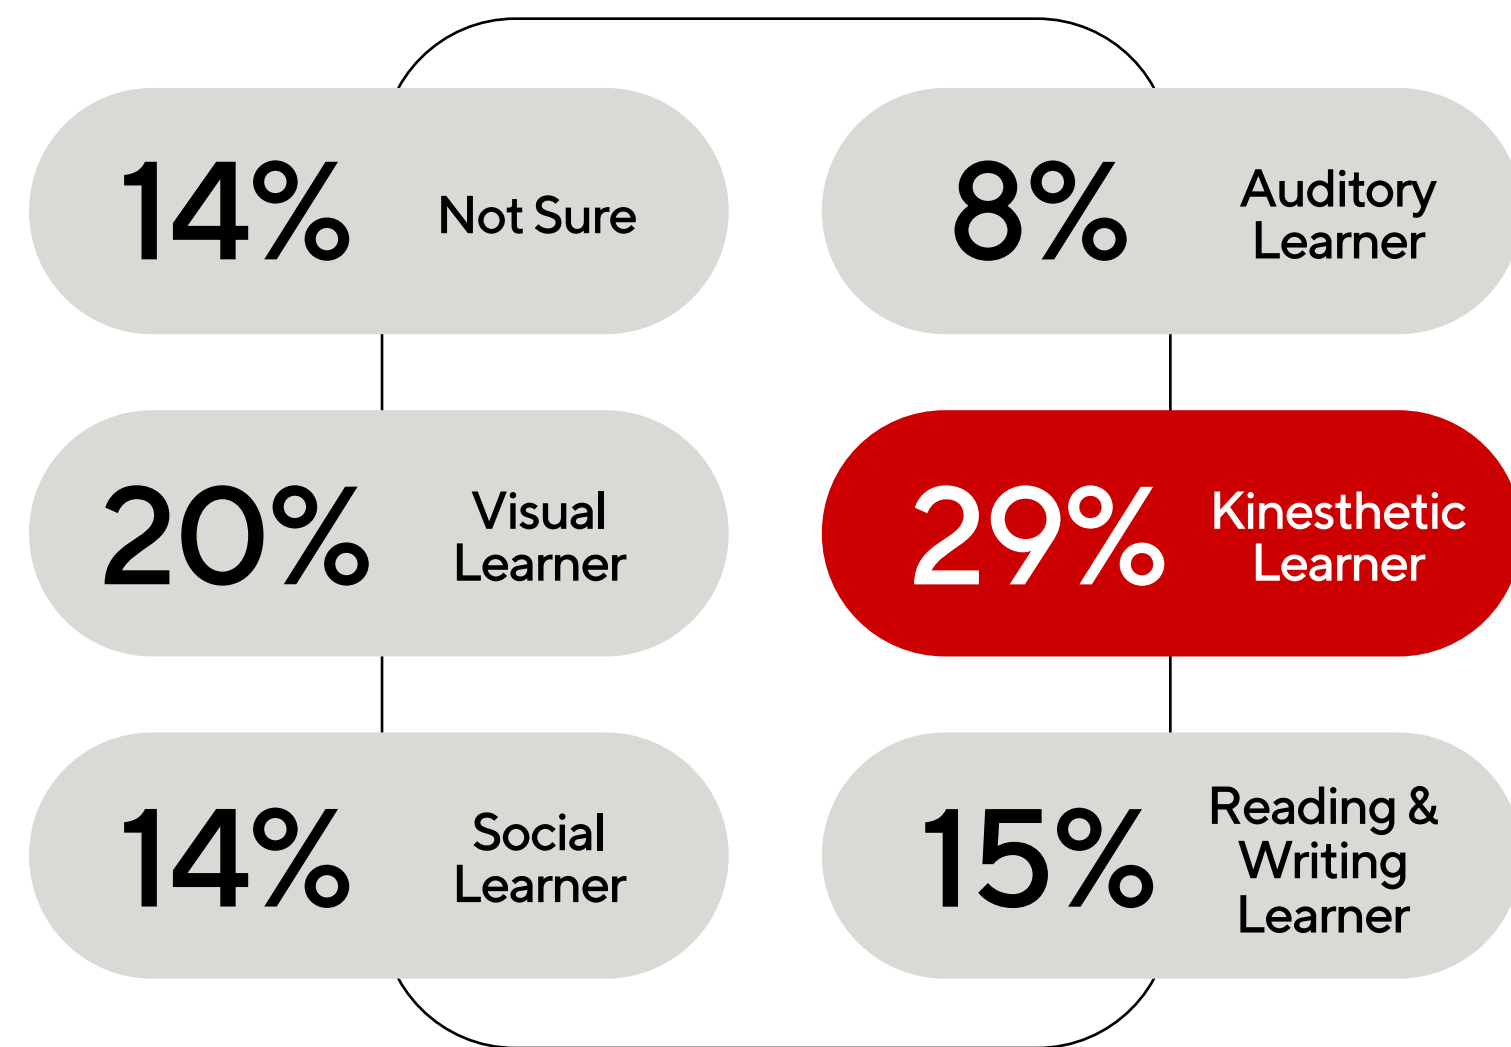 14%
Not Sure
8%
Auditory
Learner
20%
Visual
Learner
29%
Kinesthetic
Learner
14%
Social
Learner
15%
Reading &
Writing
Learner